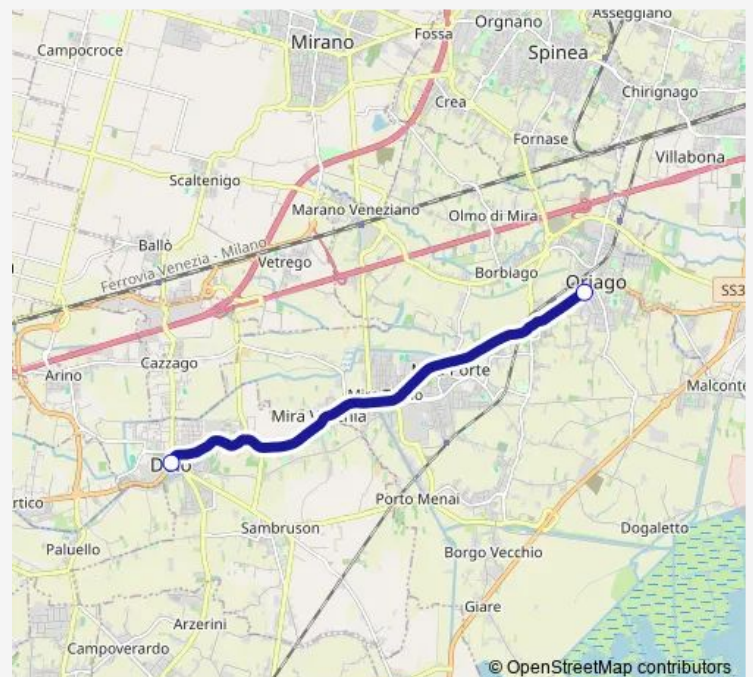 Asseggiano
Orgnano
Campocroce
Mirano
Fossa
Spinea
Crea
Chirignago
Fornase
Villabona
Scaltenigo
Marano Veneziano
Olmo di Mira
Ballò
Ferrovia Venezia - Milano
Vetrego
Borbiago
Oriago
SS3
Cazzago
Arino
Malconte
Porto Menai
rtico
Sambruson
Dogaletto
Paluello
Borgo Vecchio
Giare
Arzerini
Campoverardo
© OpenStreetMap contributors